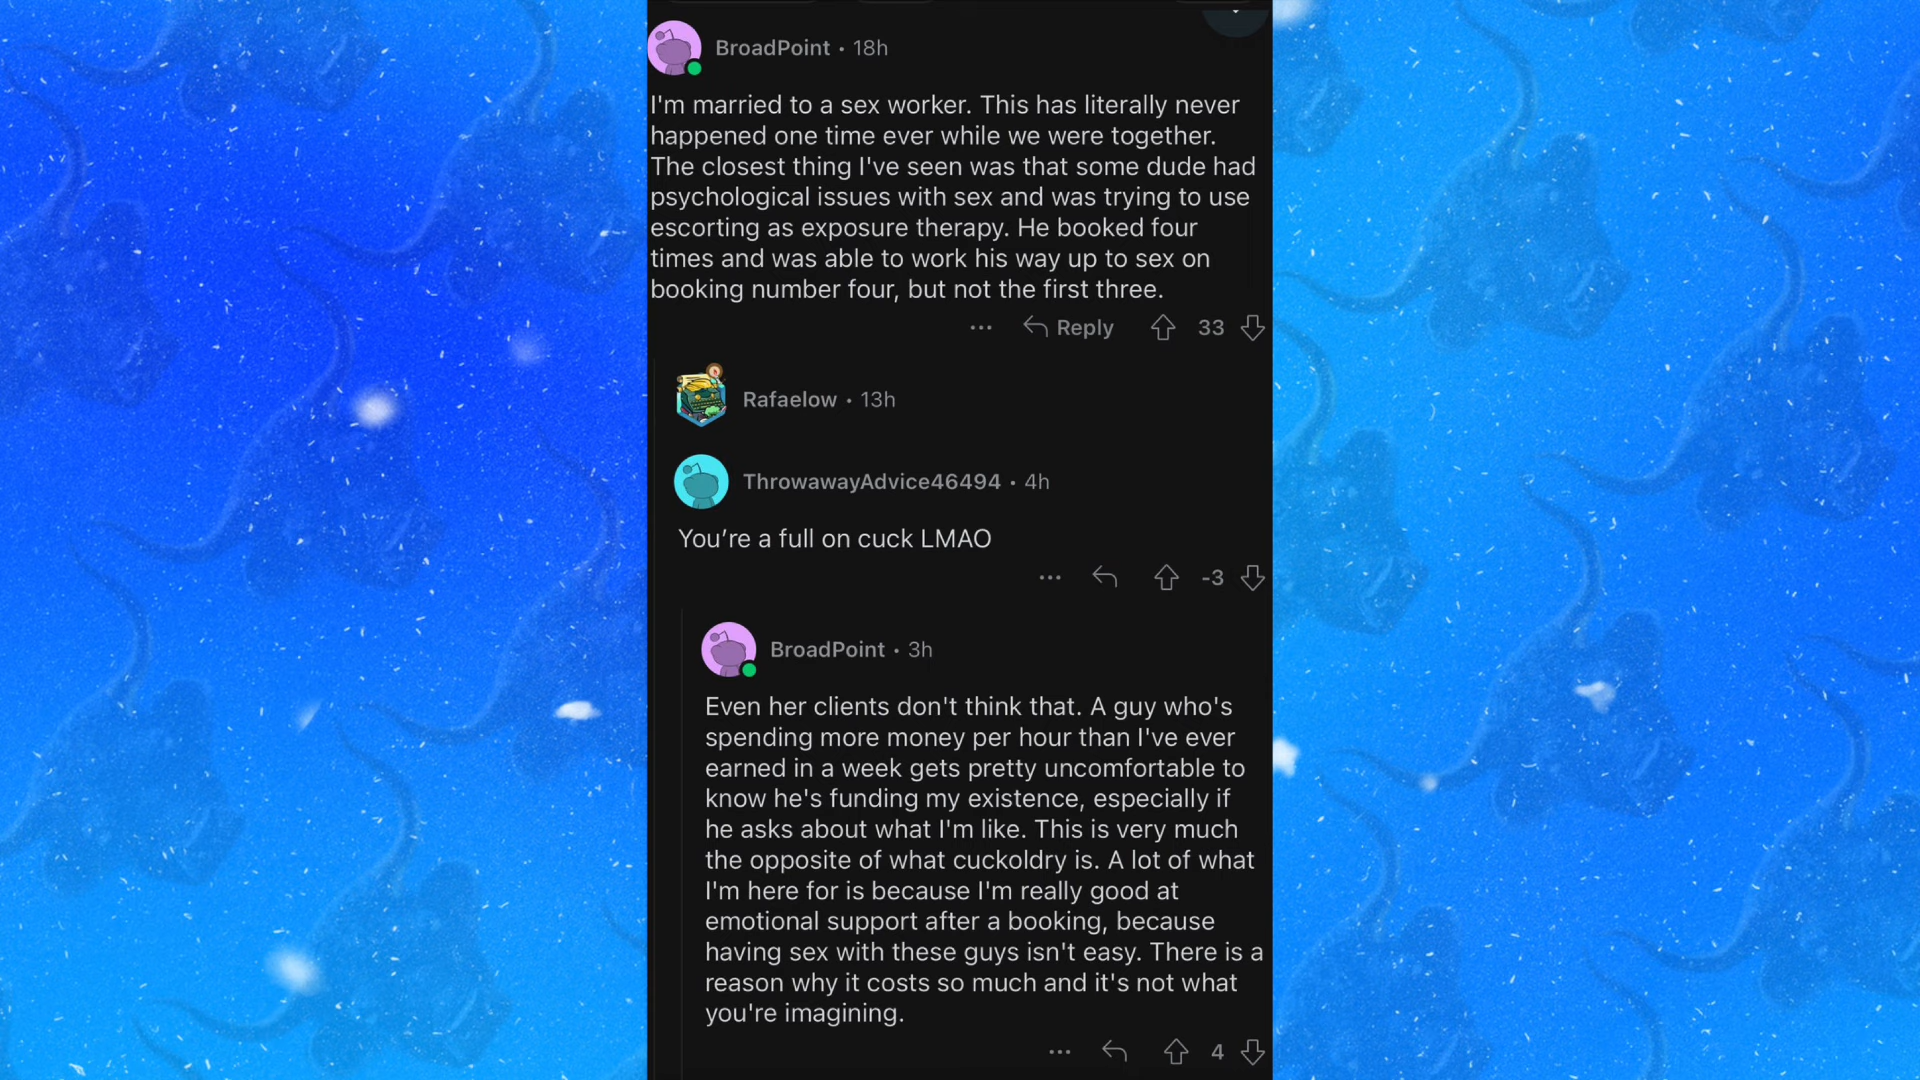 BroadPoint • 18h
I'm married to a sex worker. This has literally never
happened one time ever while we were together.
The closest thing I've seen was that some dude had
psychological issues with sex and was trying to use
escorting as exposure therapy. He booked four
times and was able to work his way up to sex on
booking number four, but not the first three.
... Reply 33
Rafaelow • 13h
ThrowawayAdvice46494 • 4h
You’re a full on cuck LMAO
... -3
BroadPoint • 3h
Even her clients don't think that. A guy who's
spending more money per hour than I've ever
earned in a week gets pretty uncomfortable to
know he's funding my existence, especially if
he asks about what I'm like. This is very much
the opposite of what cuckoldry is. A lot of what
I'm here for is because I'm really good at
emotional support after a booking, because
having sex with these guys isn't easy. There is a
reason why it costs so much and it's not what
you're imagining.
... 4